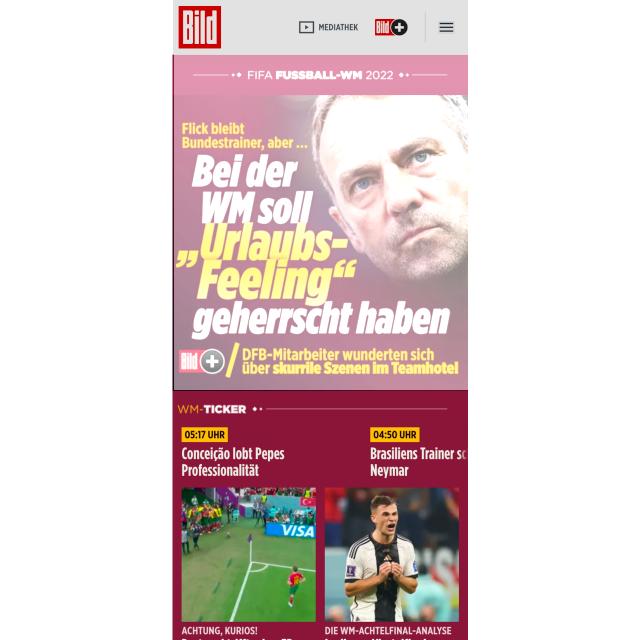 Bild
MEDIATHEK
Bild+
FIFA FUSSBALL-WM 2022
Flick bleibt
Bundestrainer, aber ...
Bei der
WM soll
„Urlaubs-
Feeling“
geherrscht haben
Bild+
DFB-Mitarbeiter wunderten sich
über skurrile Szenen im Teamhotel
WM-TICKER
05:17 UHR
Conceição lobt Pepes
Professionalität
04:50 UHR
Brasiliens Trainer
Neymar
VISA
ACHTUNG, KURIOS!
DIE WM-ACHTELFINAL-ANALYSE